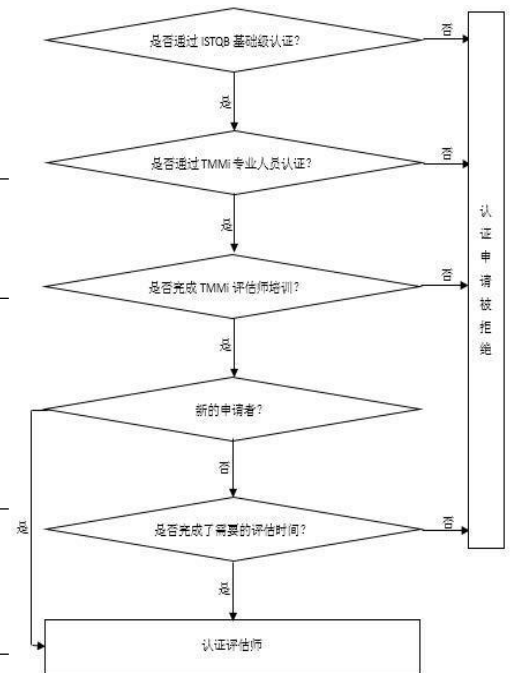 是否通过 ISTQB 基础级认证？
否
是
是否通过 TMMi 专业人员认证？
否
是
是否完成 TMMi 评估师培训？
否
是
认证申请被拒绝
新的申请者？
否
是
是否完成了需要的评估时间？
否
是
认证评估师